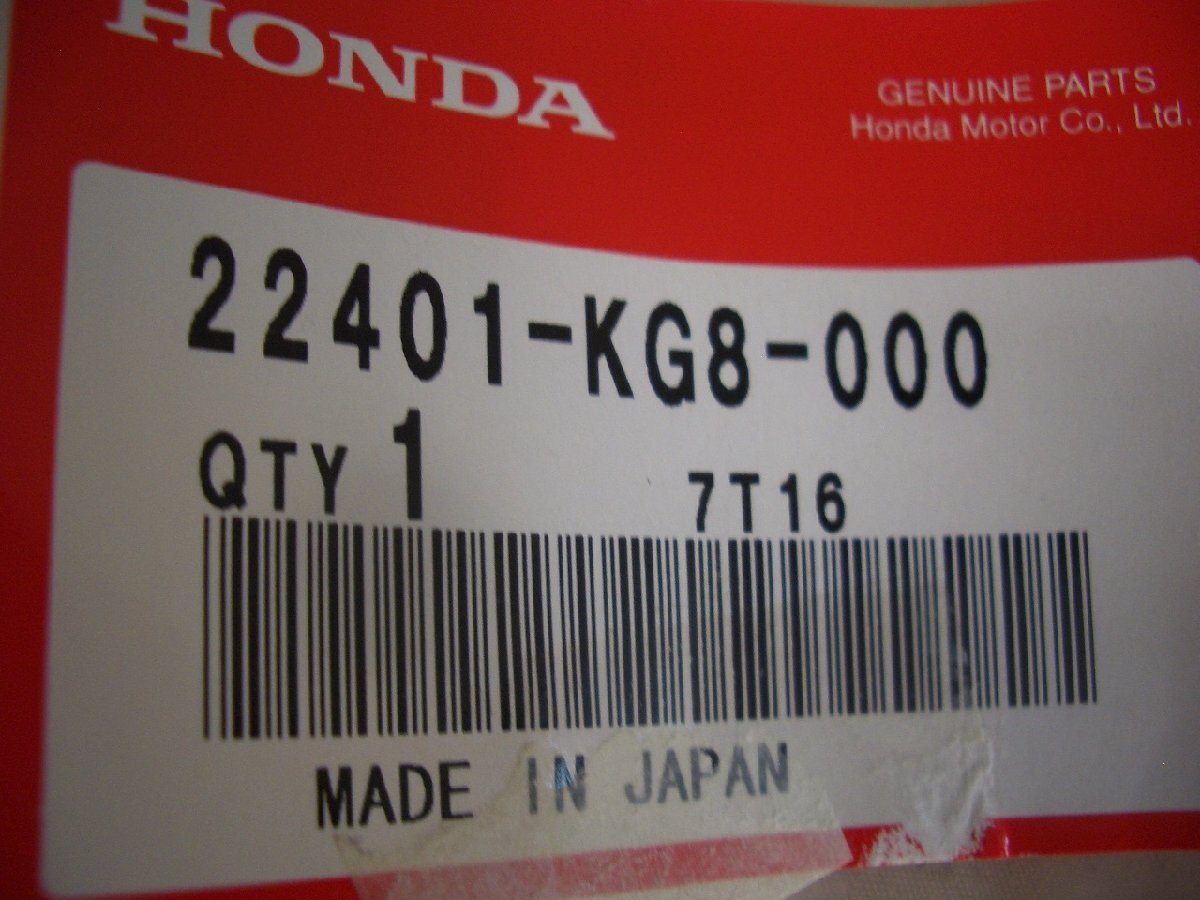 HONDA
GENUINE PARTS
Honda Motor Co., Ltd.
22401-KG8-000
QTY 1 7T16
MADE IN JAPAN